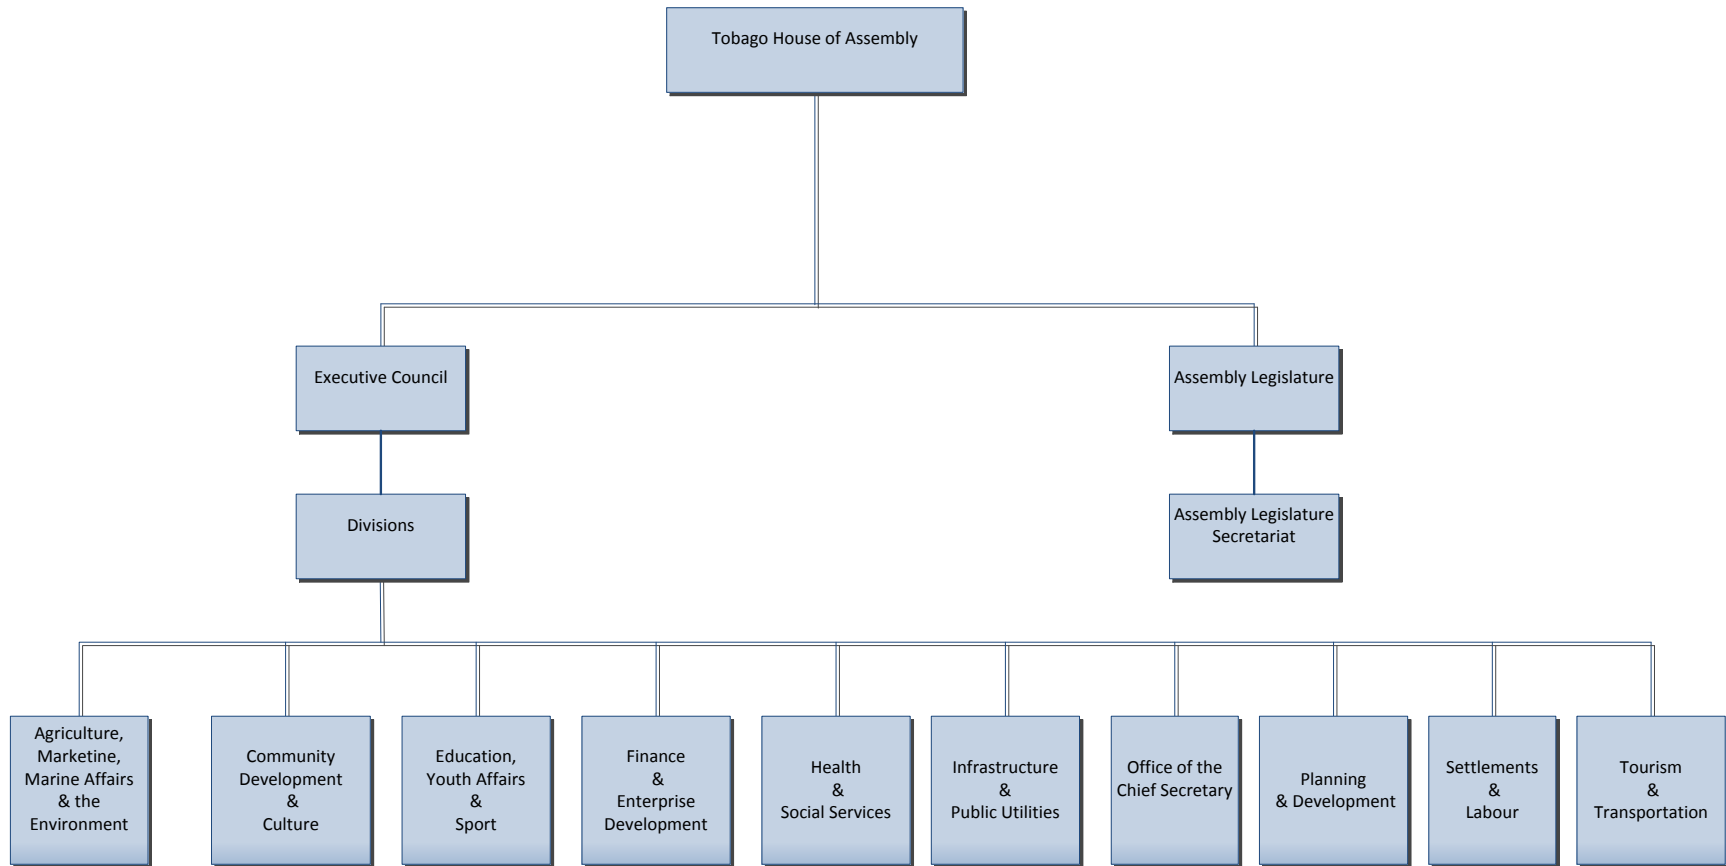 Tobago House of Assembly
Executive Council
Assembly Legislature
Divisions
Assembly Legislature
Secretariat
Agriculture,
Marketine,
Marine Affairs
& the
Environment
Community
Development
&
Culture
Education,
Youth Affairs
&
Sport
Finance
&
Enterprise
Development
Health
&
Social Services
Infrastructure
&
Public Utilities
Office of the
Chief Secretary
Planning
& Development
Settlements
&
Labour
Tourism
&
Transportation